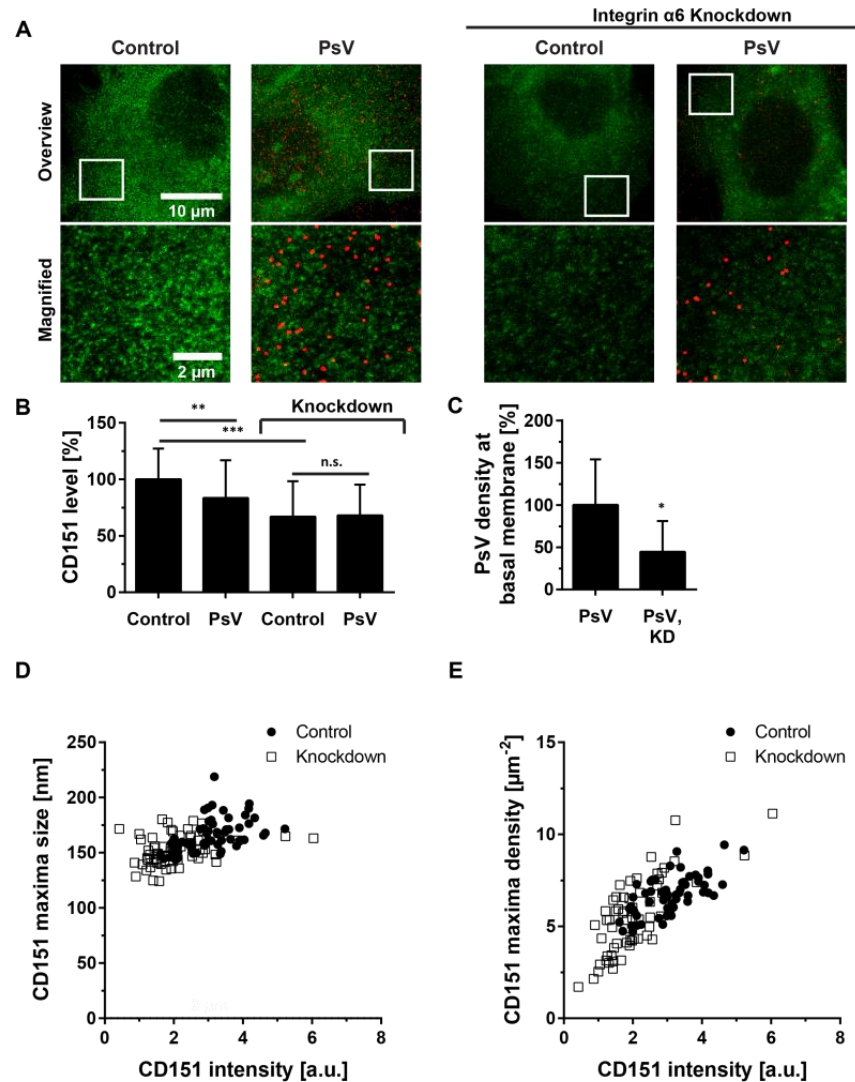 Integrin α6 Knockdown
A
Control
PsV
Control
PsV
Overview
10 µm
Magnified
2 µm
B
CD151 level [%]
150
100
50
0
**
***
Knockdown
n.s.
Control
PsV
Control
PsV
C
PsV density at
basal membrane [%]
200
150
100
50
0
*
PsV
PsV,
KD
D
CD151 maxima size [nm]
250
200
150
100
50
0
Control
Knockdown
0 2 4 6 8
CD151 intensity [a.u.]
E
CD151 maxima density [µm⁻²]
15
10
5
0
Control
Knockdown
0 2 4 6 8
CD151 intensity [a.u.]